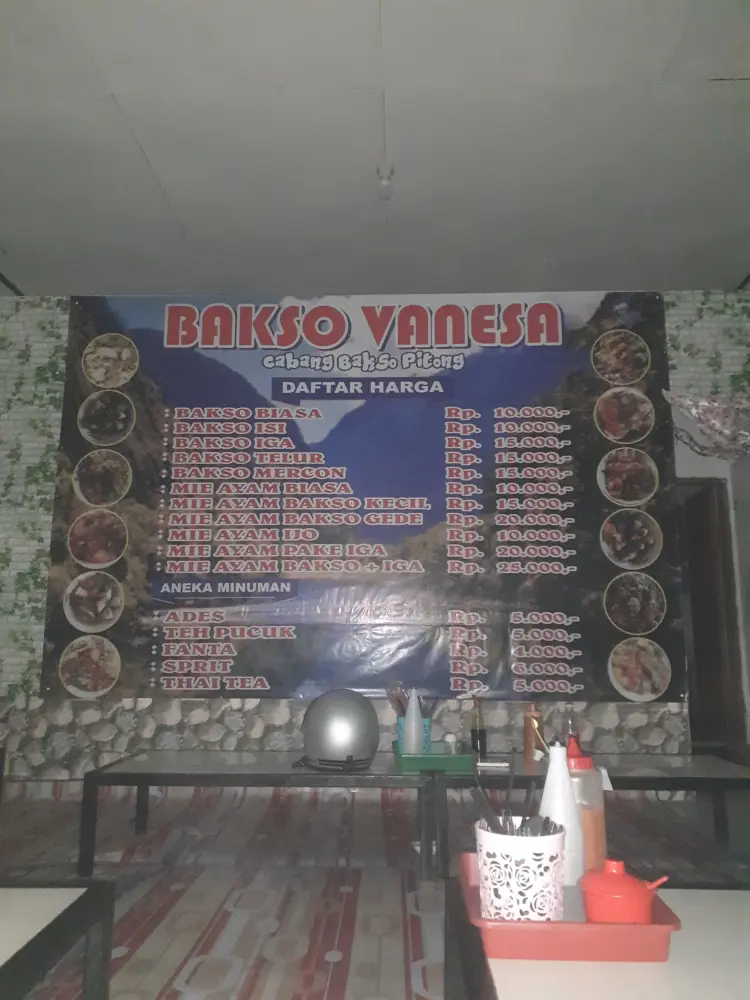 BAKSO VANESA
Cabang Bakso Pitong
DAFTAR HARGA
BAKSO BIASA Rp. 10.000,-
BAKSO ISI Rp. 10.000,-
BAKSO IGA Rp. 15.000,-
BAKSO TELUR Rp. 15.000,-
BAKSO MERCON Rp. 15.000,-
MIE AYAM BIASA Rp. 10.000,-
MIE AYAM BAKSO KECIL Rp. 15.000,-
MIE AYAM BAKSO GEDE Rp. 20.000,-
MIE AYAM IJO Rp. 10.000,-
MIE AYAM PAKE IGA Rp. 20.000,-
MIE AYAM BAKSO + IGA Rp. 25.000,-
ANEKA MINUMAN
ADES Rp. 5.000,-
TEH PUCUK Rp. 5.000,-
FANTA Rp. 4.000,-
SPRIT Rp. 6.000,-
THAI TEA Rp. 5.000,-